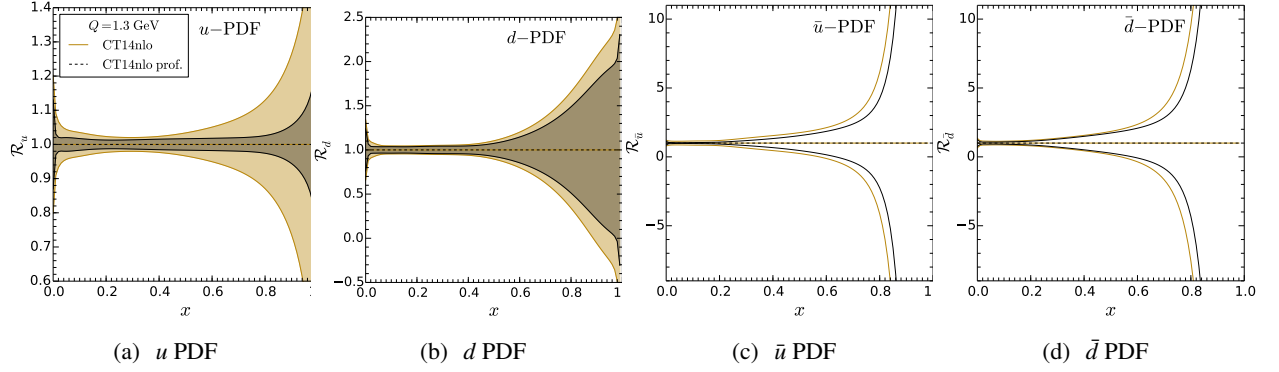 1.4
1.3
1.2
1.1
1.0
0.9
0.8
0.7
0.6
R_u
Q=1.3 GeV
CT14nlo
CT14nlo prof.
u−PDF
0.0 0.2 0.4 0.6 0.8 1
x
(a) u PDF
2.5
2.0
1.5
1.0
0.5
0.0
−0.5
R_d
d−PDF
0.0 0.2 0.4 0.6 0.8 1
x
(b) d PDF
10
5
0
−5
R_ū
ū−PDF
0.0 0.2 0.4 0.6 0.8 1
x
(c) ū PDF
10
5
0
−5
R_d̄
d̄−PDF
0.0 0.2 0.4 0.6 0.8 1.0
x
(d) d̄ PDF